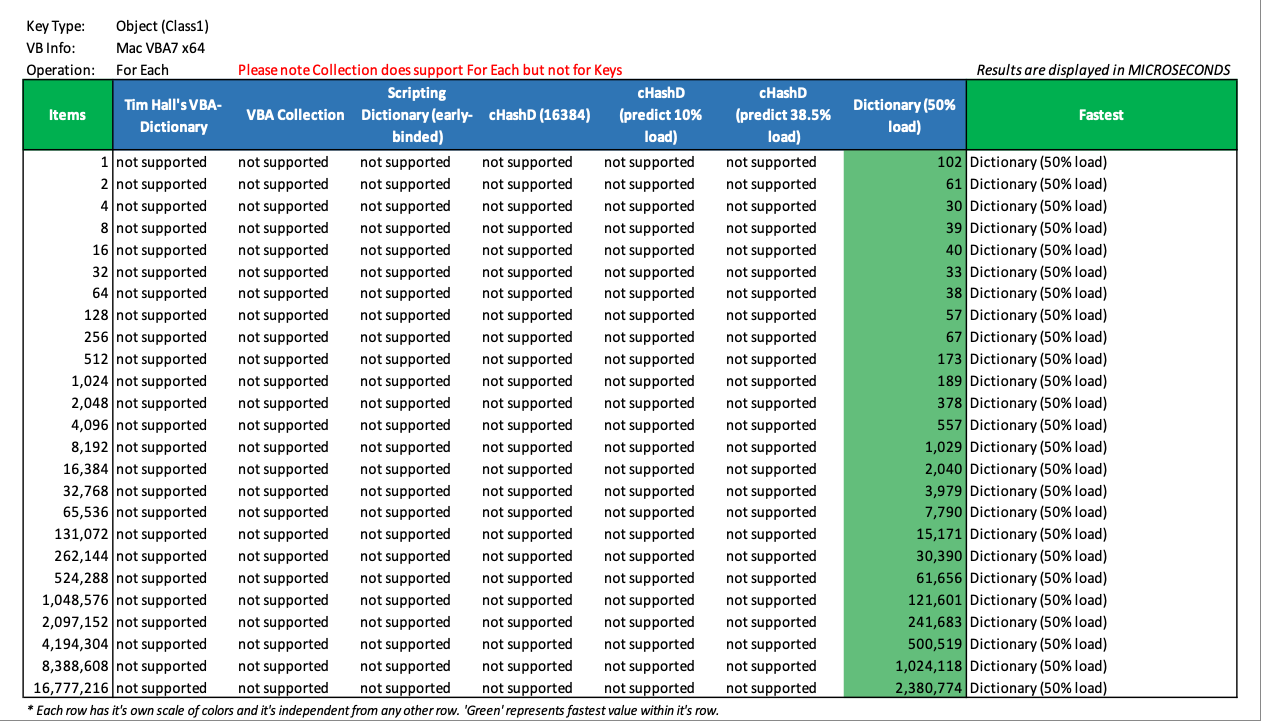 Key Type: Object (Class1)
VB Info: Mac VBA7 x64
Operation: For Each Please note Collection does support For Each but not for Keys Results are displayed in MICROSECONDS
Items Tim Hall's VBA-Dictionary VBA Collection Scripting Dictionary (early-binded) cHashD (16384) cHashD (predict 10% load) cHashD (predict 38.5% load) Dictionary (50% load) Fastest
1 not supported not supported not supported not supported not supported not supported 102 Dictionary (50% load)
2 not supported not supported not supported not supported not supported not supported 61 Dictionary (50% load)
4 not supported not supported not supported not supported not supported not supported 30 Dictionary (50% load)
8 not supported not supported not supported not supported not supported not supported 39 Dictionary (50% load)
16 not supported not supported not supported not supported not supported not supported 40 Dictionary (50% load)
32 not supported not supported not supported not supported not supported not supported 33 Dictionary (50% load)
64 not supported not supported not supported not supported not supported not supported 38 Dictionary (50% load)
128 not supported not supported not supported not supported not supported not supported 57 Dictionary (50% load)
256 not supported not supported not supported not supported not supported not supported 67 Dictionary (50% load)
512 not supported not supported not supported not supported not supported not supported 173 Dictionary (50% load)
1,024 not supported not supported not supported not supported not supported not supported 189 Dictionary (50% load)
2,048 not supported not supported not supported not supported not supported not supported 378 Dictionary (50% load)
4,096 not supported not supported not supported not supported not supported not supported 557 Dictionary (50% load)
8,192 not supported not supported not supported not supported not supported not supported 1,029 Dictionary (50% load)
16,384 not supported not supported not supported not supported not supported not supported 2,040 Dictionary (50% load)
32,768 not supported not supported not supported not supported not supported not supported 3,979 Dictionary (50% load)
65,536 not supported not supported not supported not supported not supported not supported 7,790 Dictionary (50% load)
131,072 not supported not supported not supported not supported not supported not supported 15,171 Dictionary (50% load)
262,144 not supported not supported not supported not supported not supported not supported 30,390 Dictionary (50% load)
524,288 not supported not supported not supported not supported not supported not supported 61,656 Dictionary (50% load)
1,048,576 not supported not supported not supported not supported not supported not supported 121,601 Dictionary (50% load)
2,097,152 not supported not supported not supported not supported not supported not supported 241,683 Dictionary (50% load)
4,194,304 not supported not supported not supported not supported not supported not supported 500,519 Dictionary (50% load)
8,388,608 not supported not supported not supported not supported not supported not supported 1,024,118 Dictionary (50% load)
16,777,216 not supported not supported not supported not supported not supported not supported 2,380,774 Dictionary (50% load)
* Each row has it's own scale of colors and it's independent from any other row. 'Green' represents fastest value within it's row.